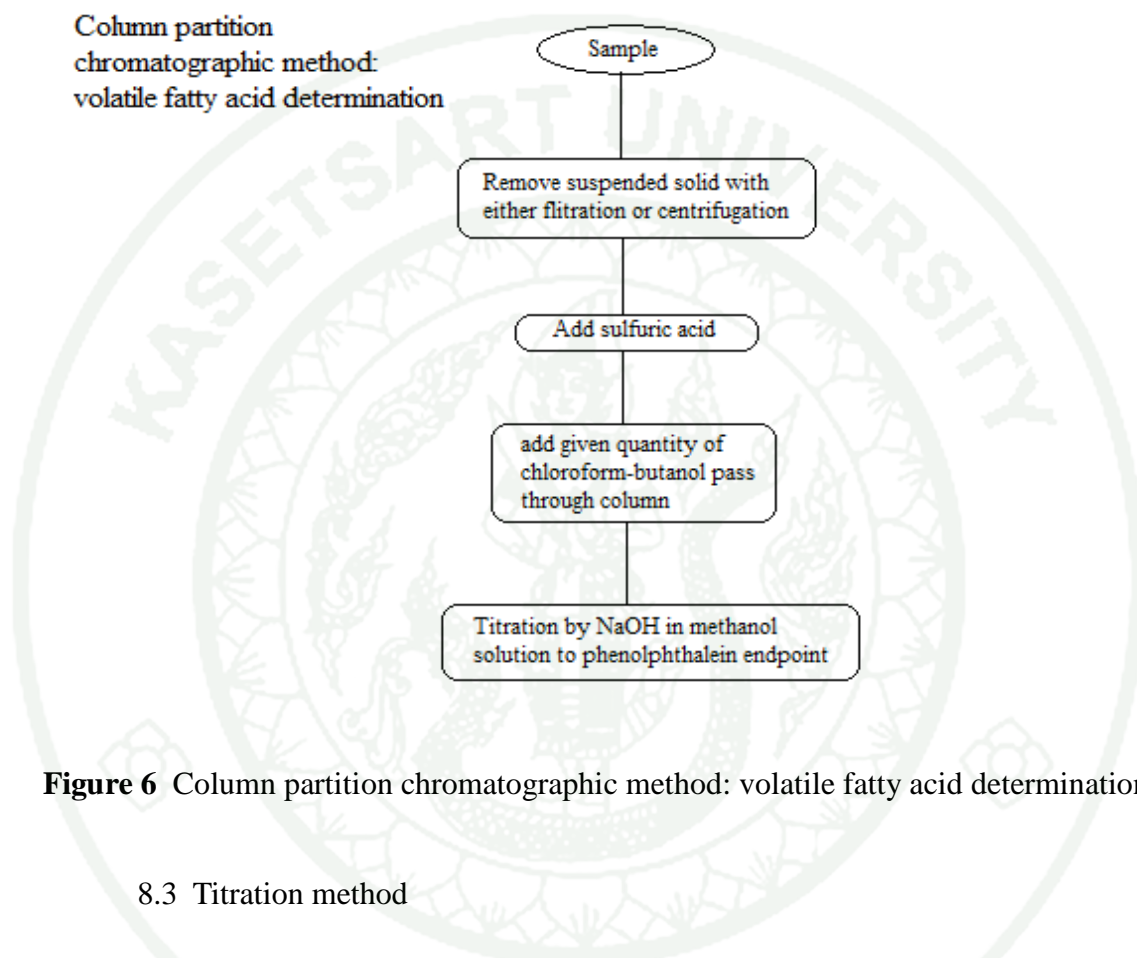 Column partition
chromatographic method:
volatile fatty acid determination
Sample
Remove suspended solid with
either flitration or centrifugation
Add sulfuric acid
add given quantity of
chloroform-butanol pass
through column
Titration by NaOH in methanol
solution to phenolphthalein endpoint
Figure 6 Column partition chromatographic method: volatile fatty acid determination
8.3 Titration method
KASETSART UNIVERSITY